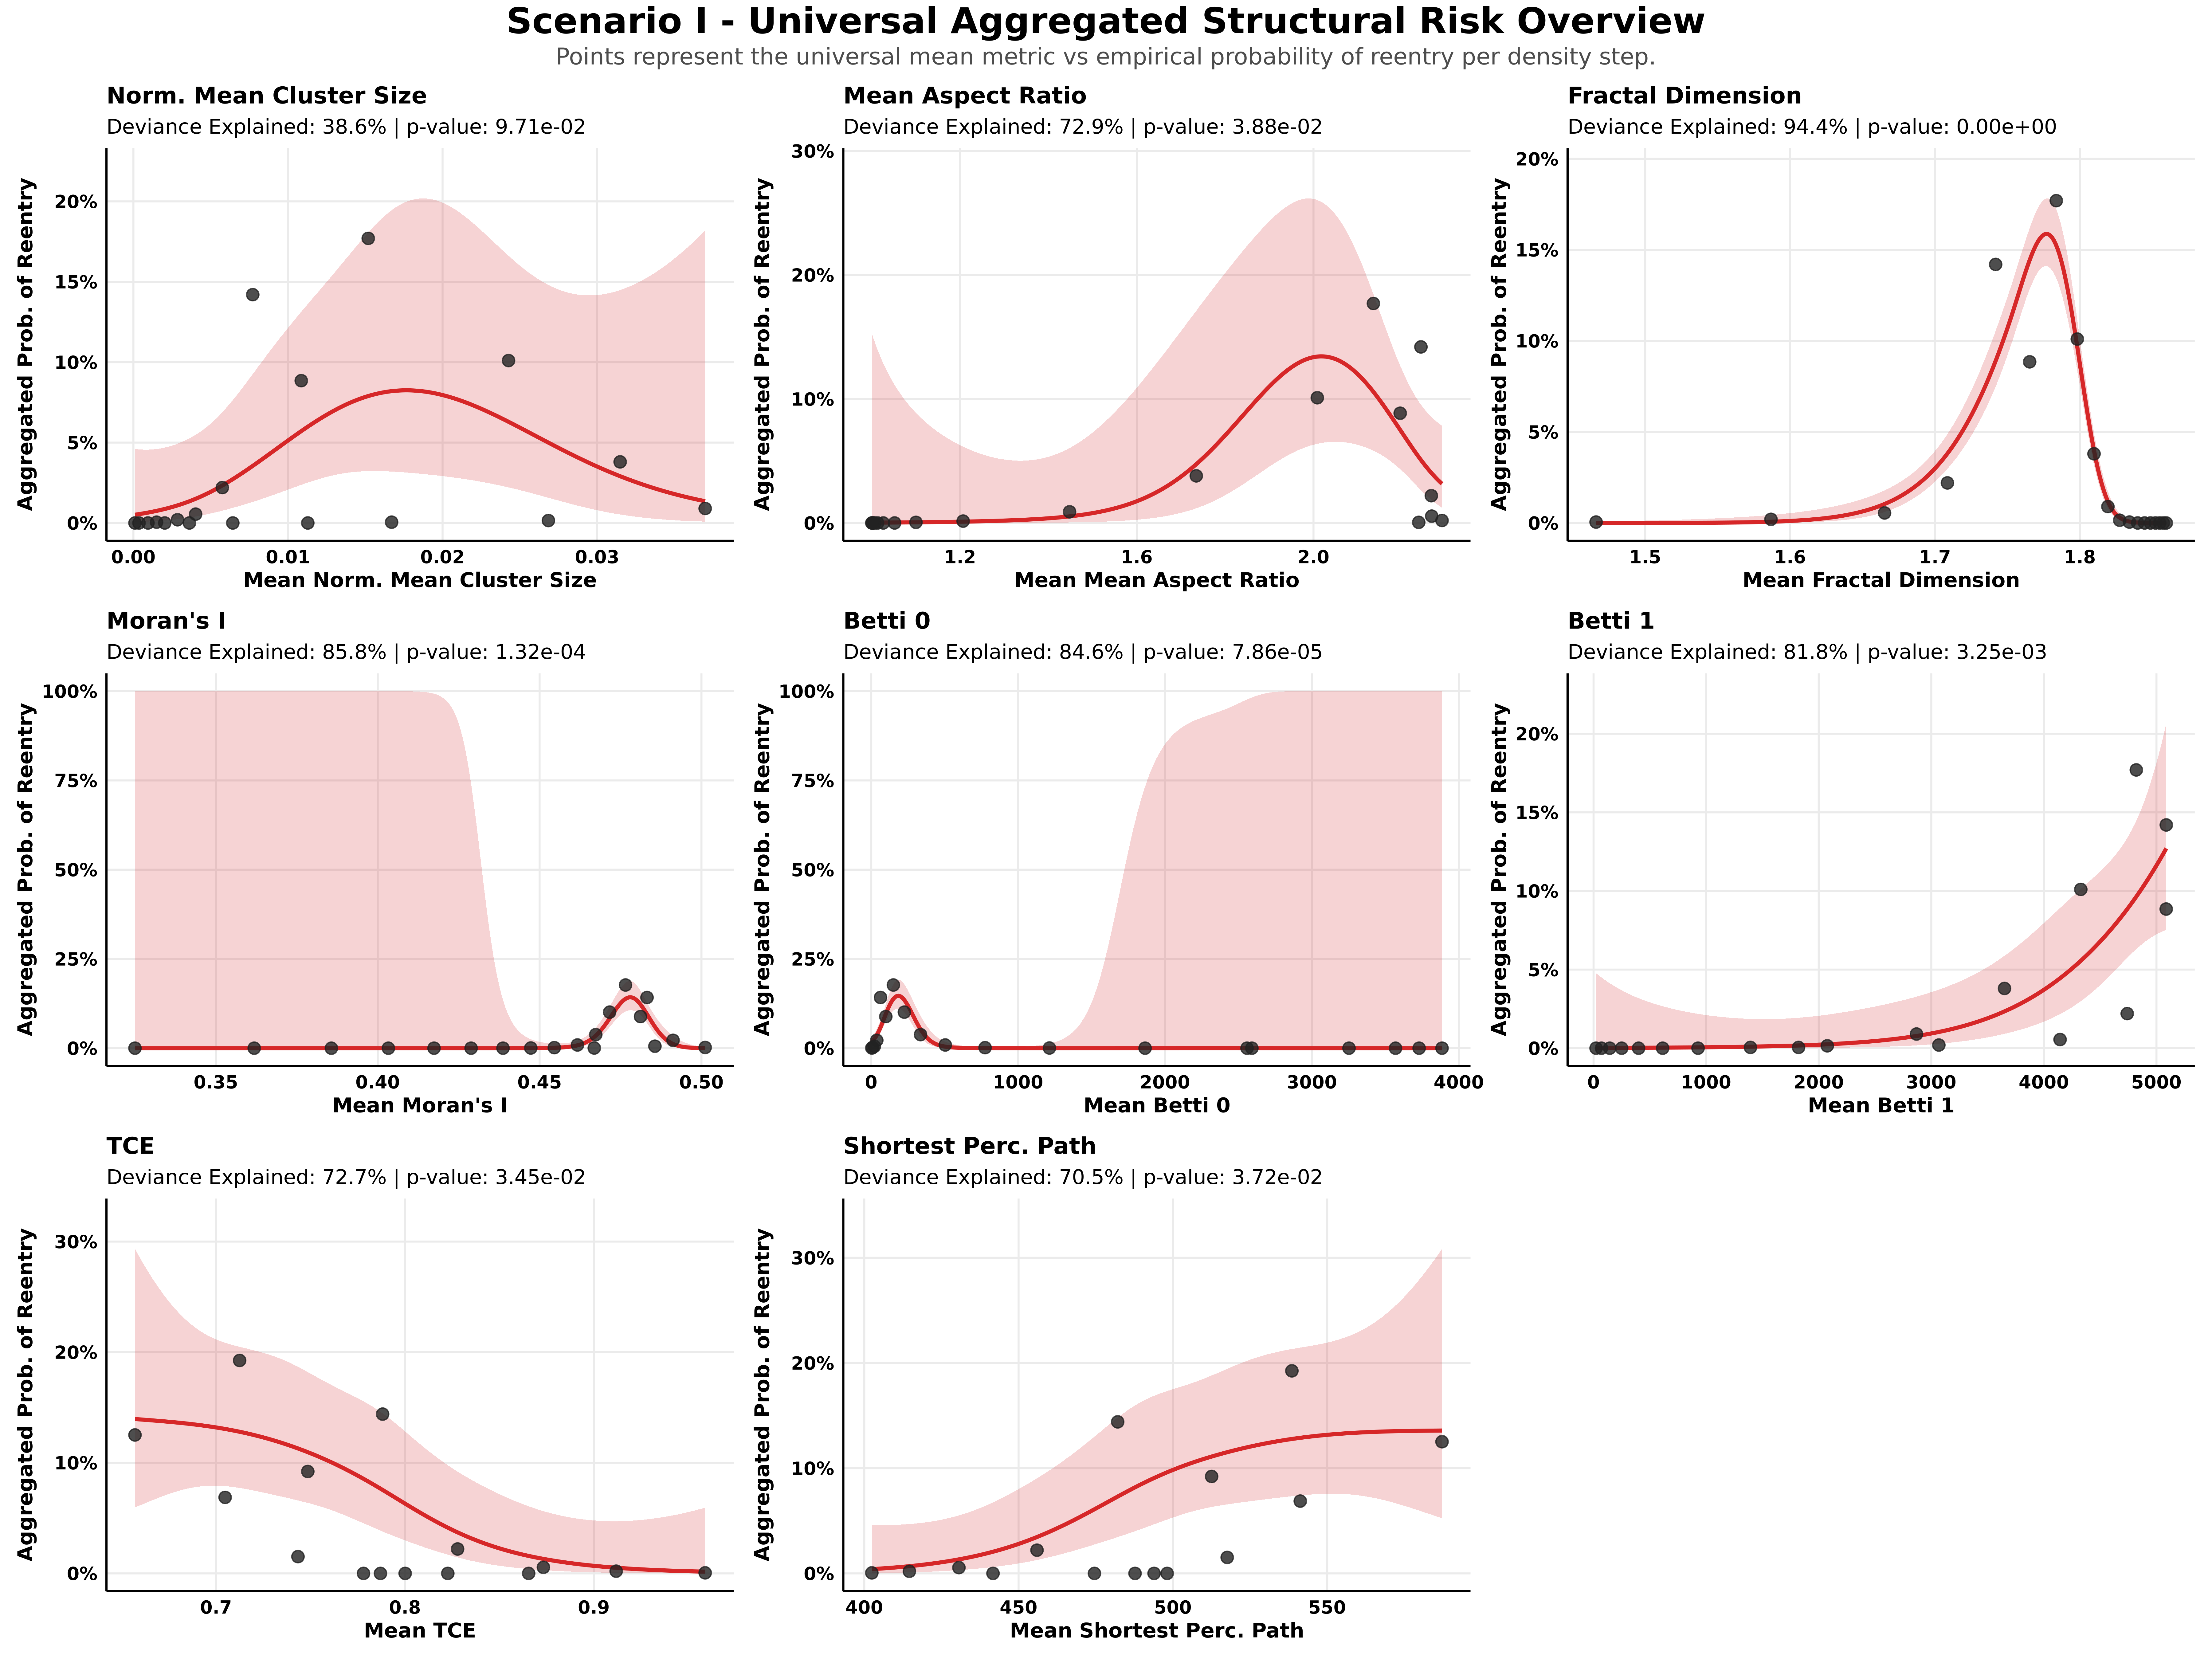 Scenario I - Universal Aggregated Structural Risk Overview
Points represent the universal mean metric vs empirical probability of reentry per density step.
Norm. Mean Cluster Size
Deviance Explained: 38.6% | p-value: 9.71e-02
Aggregated Prob. of Reentry
20%
15%
10%
5%
0%
0.00 0.01 0.02 0.03
Mean Norm. Mean Cluster Size
Mean Aspect Ratio
Deviance Explained: 72.9% | p-value: 3.88e-02
Aggregated Prob. of Reentry
30%
20%
10%
0%
1.2 1.6 2.0
Mean Mean Aspect Ratio
Fractal Dimension
Deviance Explained: 94.4% | p-value: 0.00e+00
Aggregated Prob. of Reentry
20%
15%
10%
5%
0%
1.5 1.6 1.7 1.8
Mean Fractal Dimension
Moran's I
Deviance Explained: 85.8% | p-value: 1.32e-04
Aggregated Prob. of Reentry
100%
75%
50%
25%
0%
0.35 0.40 0.45 0.50
Mean Moran's I
Betti 0
Deviance Explained: 84.6% | p-value: 7.86e-05
Aggregated Prob. of Reentry
100%
75%
50%
25%
0%
0 1000 2000 3000 4000
Mean Betti 0
Betti 1
Deviance Explained: 81.8% | p-value: 3.25e-03
Aggregated Prob. of Reentry
20%
15%
10%
5%
0%
0 1000 2000 3000 4000 5000
Mean Betti 1
TCE
Deviance Explained: 72.7% | p-value: 3.45e-02
Aggregated Prob. of Reentry
30%
20%
10%
0%
0.7 0.8 0.9
Mean TCE
Shortest Perc. Path
Deviance Explained: 70.5% | p-value: 3.72e-02
Aggregated Prob. of Reentry
30%
20%
10%
0%
400 450 500 550
Mean Shortest Perc. Path